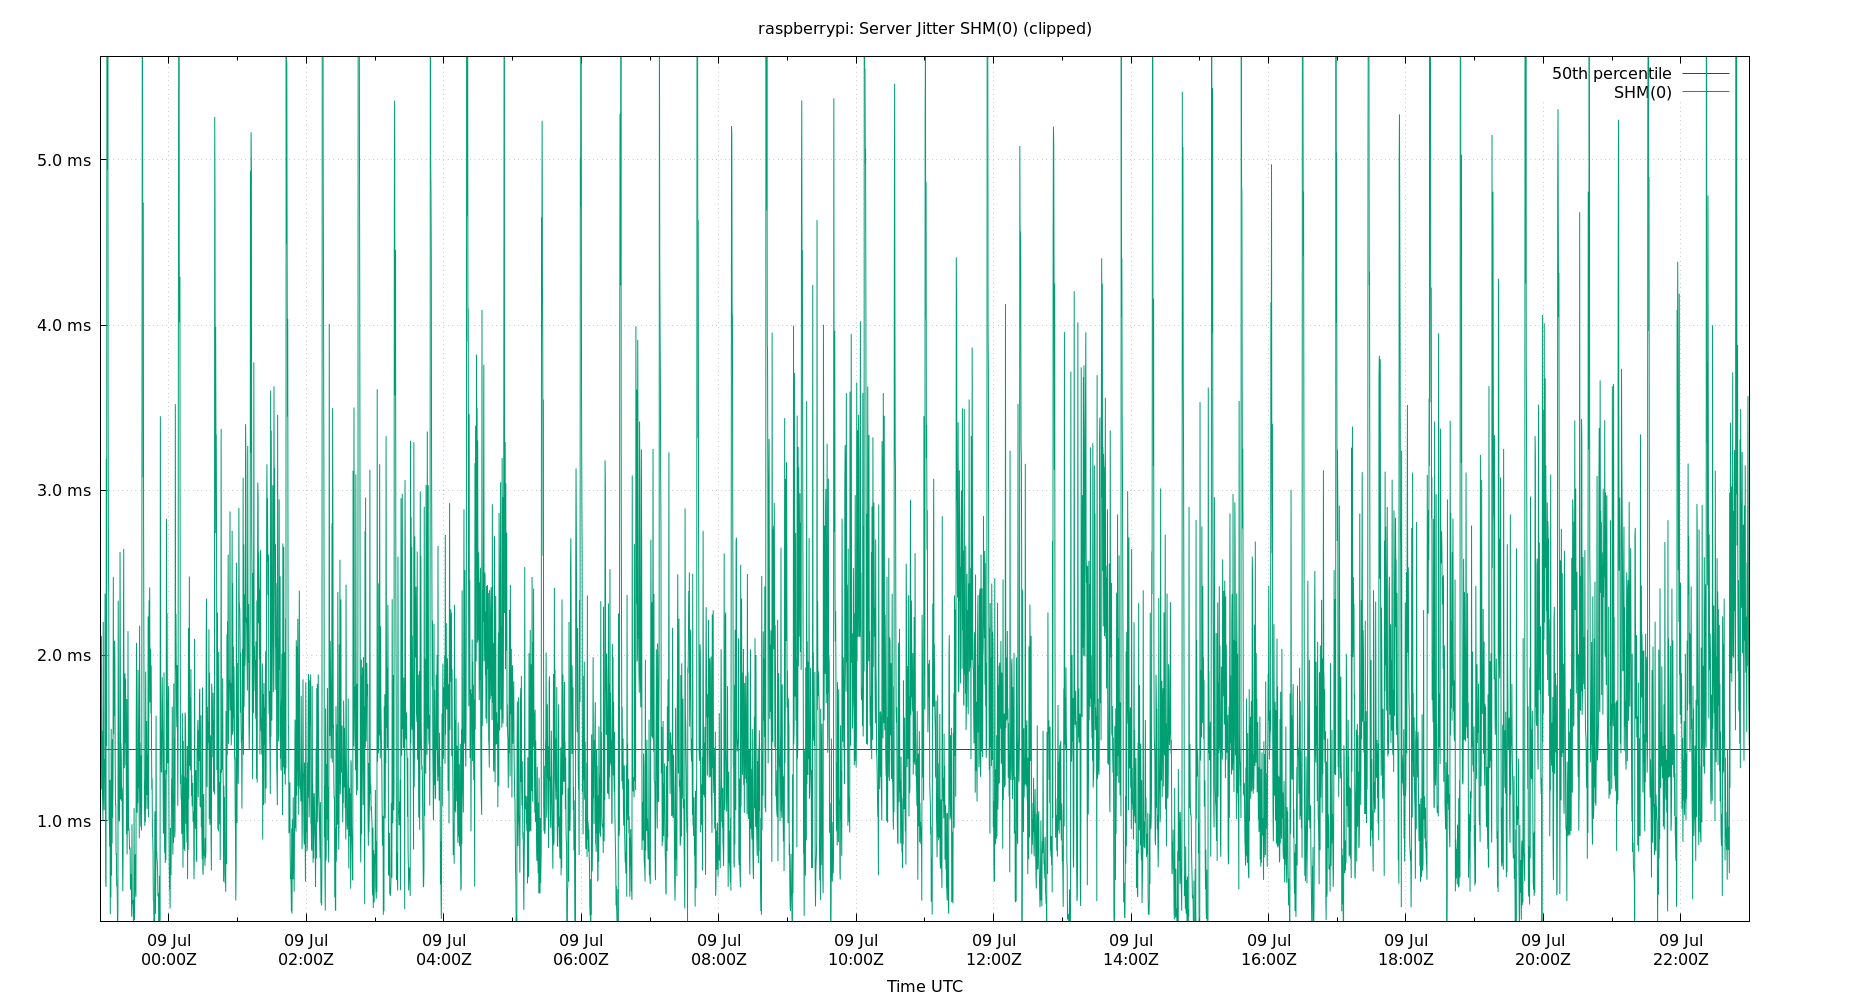 raspberrypi: Server Jitter SHM(0) (clipped)
50th percentile
SHM(0)
5.0 ms
4.0 ms
3.0 ms
2.0 ms
1.0 ms
09 Jul 09 Jul 09 Jul 09 Jul 09 Jul 09 Jul 09 Jul 09 Jul 09 Jul 09 Jul 09 Jul 09 Jul
00:00Z 02:00Z 04:00Z 06:00Z 08:00Z 10:00Z 12:00Z 14:00Z 16:00Z 18:00Z 20:00Z 22:00Z
Time UTC